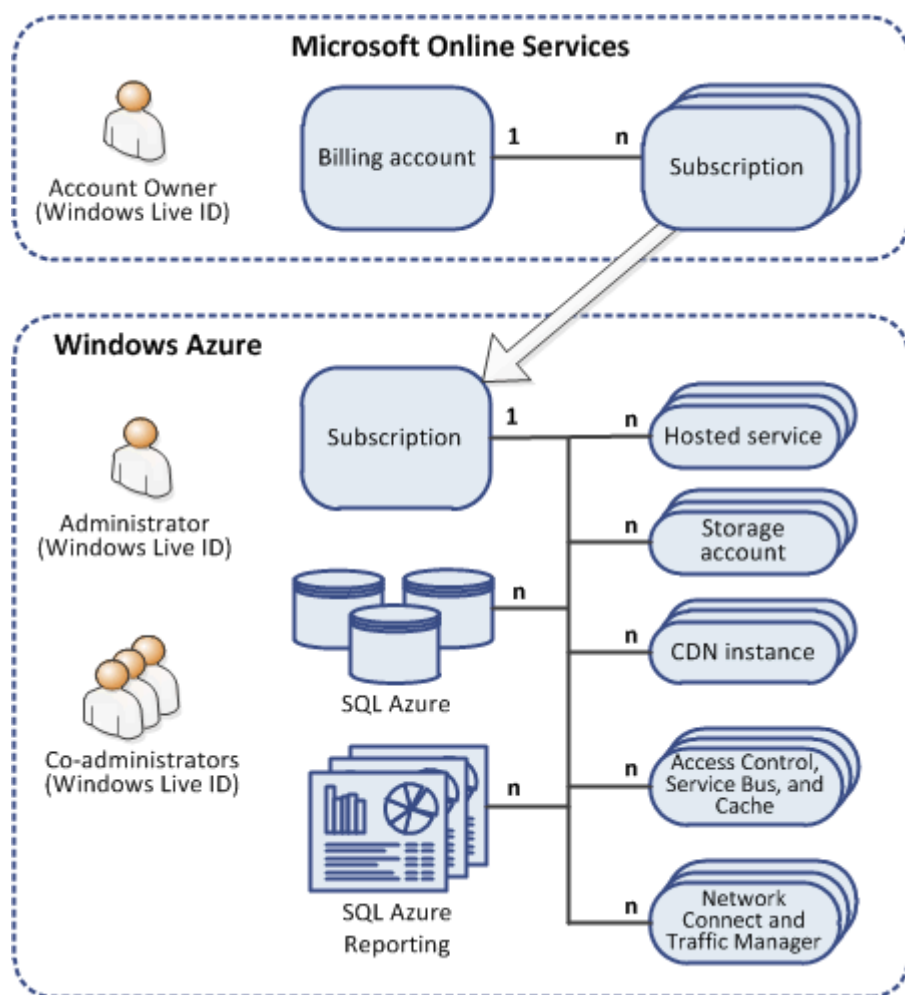 Microsoft Online Services
Account Owner
(Windows Live ID)
Billing account
1
n
Subscription
Windows Azure
Administrator
(Windows Live ID)
Co-administrators
(Windows Live ID)
Subscription
1
n
SQL Azure
n
SQL Azure
Reporting
n
Hosted service
n
Storage
account
n
CDN instance
n
Access Control,
Service Bus, and
Cache
n
Network
Connect and
Traffic Manager